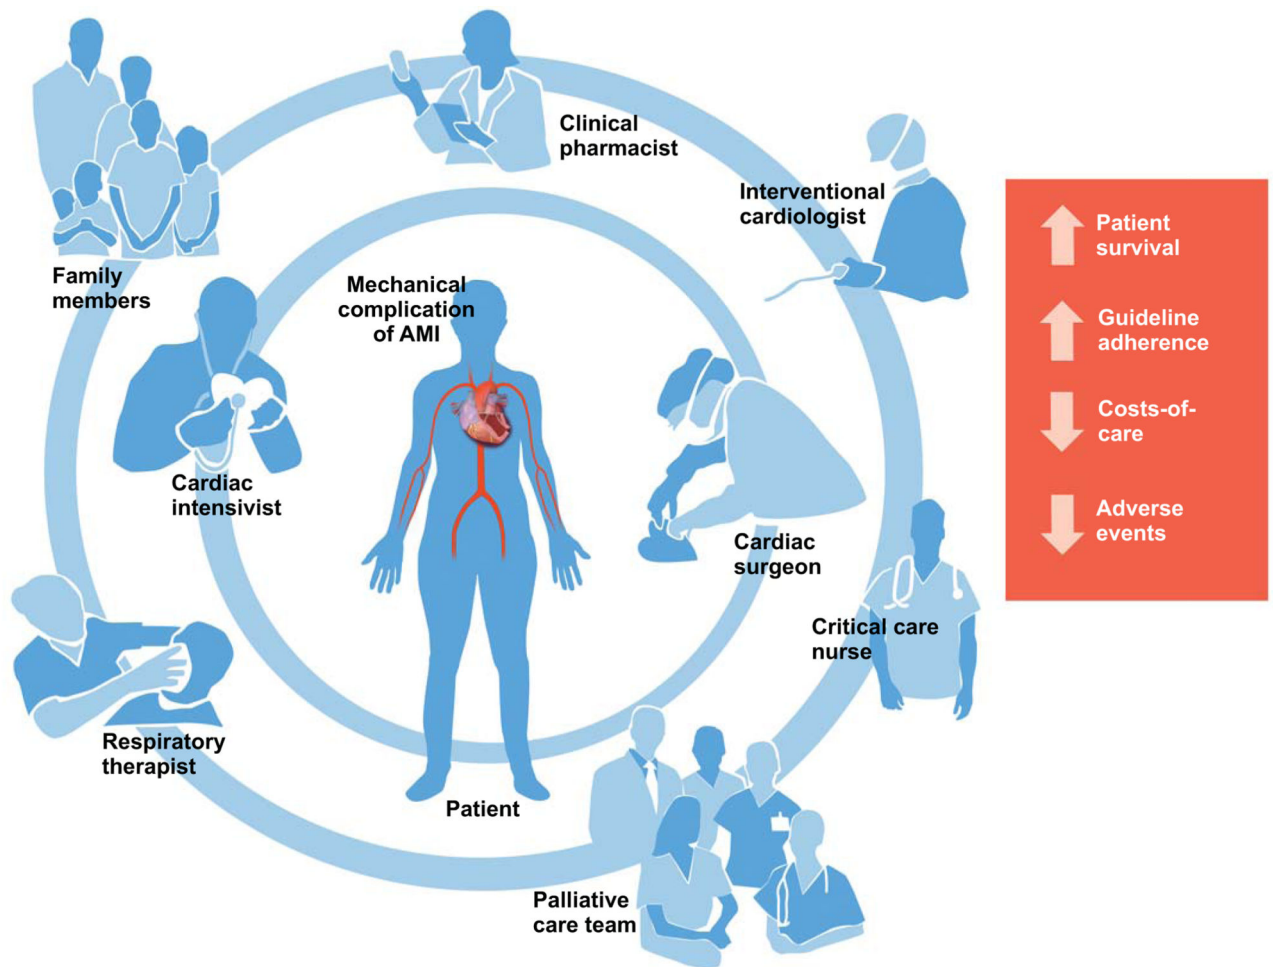 Clinical
pharmacist
Interventional
cardiologist
Family
members
Mechanical
complication
of AMI
Cardiac
intensivist
Cardiac
surgeon
Critical care
nurse
Respiratory
therapist
Patient
Palliative
care team
Patient
survival
Guideline
adherence
Costs-of-
care
Adverse
events